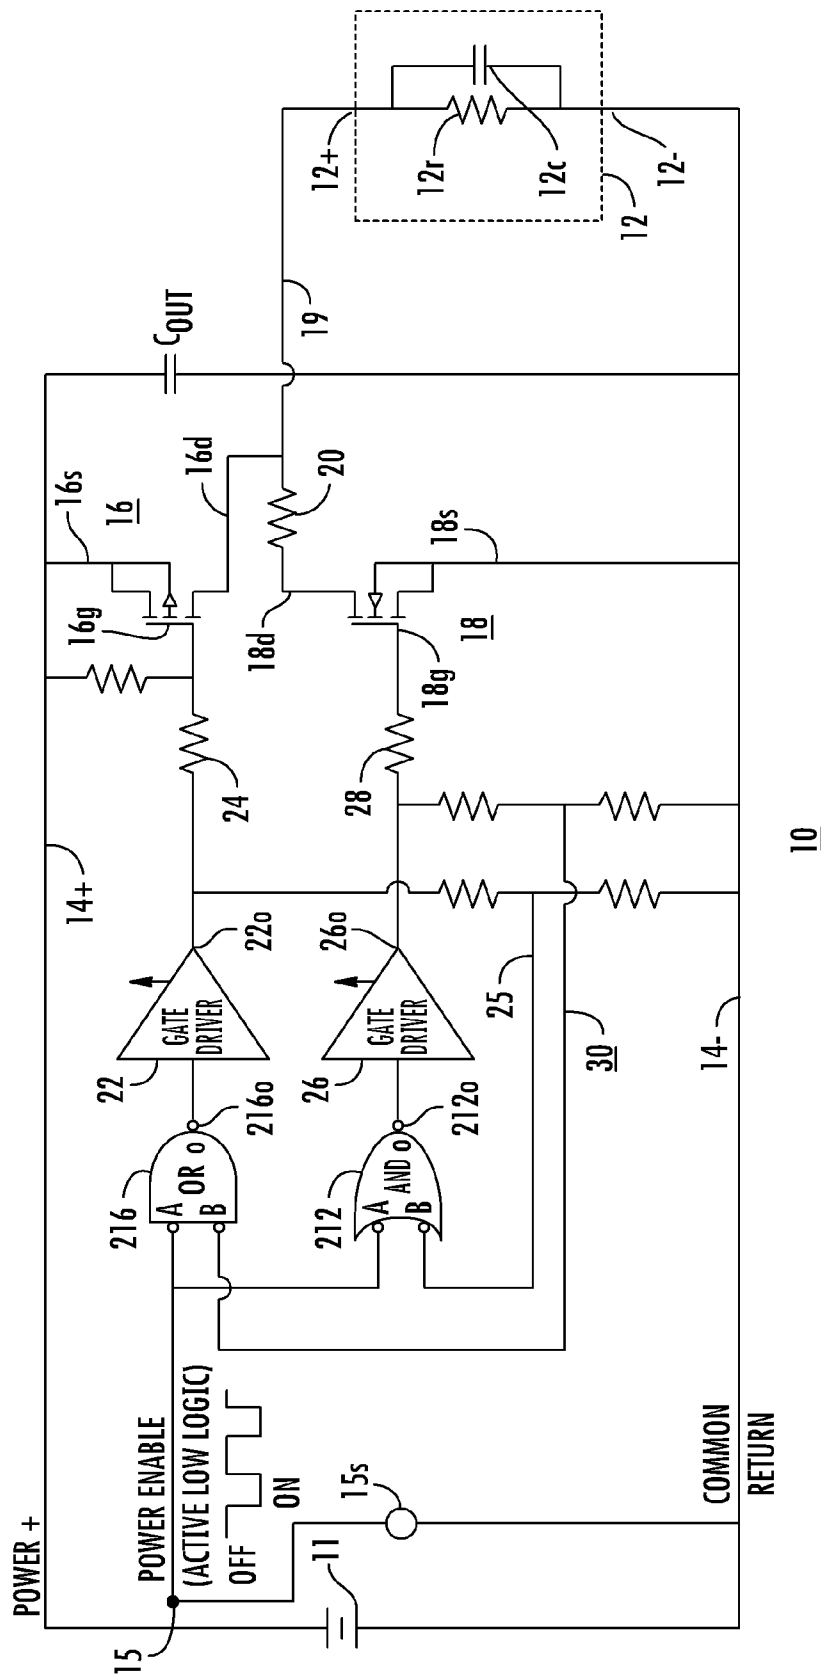 POWER +
14+
16s
16
16g
16d
COUT
19
12+
12r
12c
12
12-
20
18d
18s
18
18g
24
28
22o
26o
GATE
DRIVER
22
GATE
DRIVER
26
216o
212o
216
A
B
OR o
212
A
B
AND o
25
30
14-
POWER ENABLE
(ACTIVE LOW LOGIC)
OFF
ON
15
15s
11
COMMON
RETURN
10